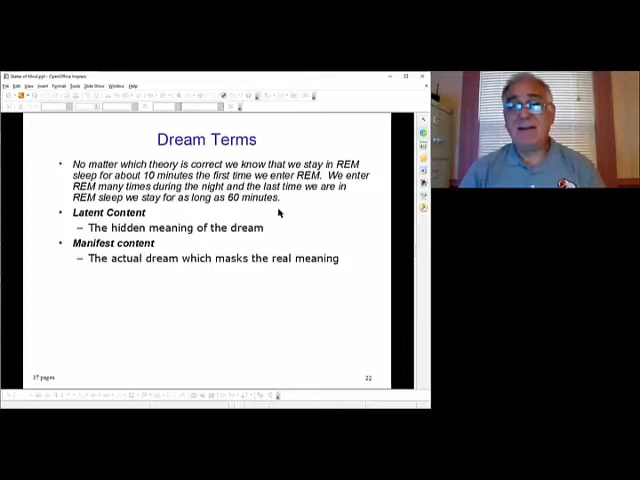 States of Mind.ppt - OpenOffice Impress
File Edit View Insert Format Tools Slide Show Window Help
Dream Terms
• No matter which theory is correct we know that we stay in REM
sleep for about 10 minutes the first time we enter REM. We enter
REM many times during the night and the last time we are in
REM sleep we stay for as long as 60 minutes.
• Latent Content
– The hidden meaning of the dream
• Manifest content
– The actual dream which masks the real meaning
37 pages
22